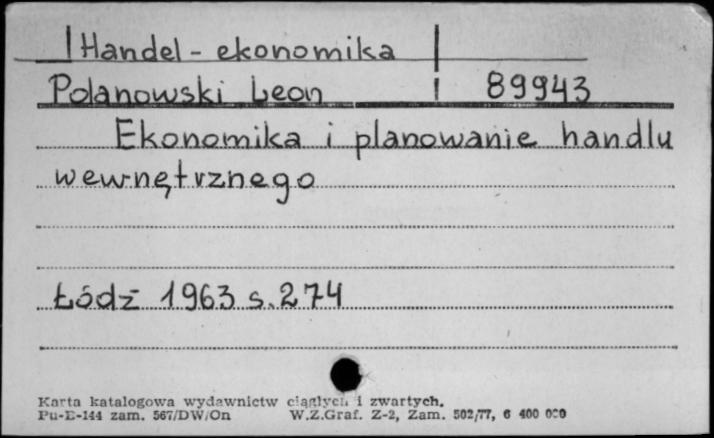 Handel - ekonomika
Polanowski Leon 89943
Ekonomika i planowanie handlu
wewnętrznego
Łódź 1963 s. 274
Karta katalogowa wydawnictw ciągłych i zwartych.
Pu-E-144 zam. 567/DW/On W.Z.Graf. Z-2, Zam. 502/77, 6 400 000